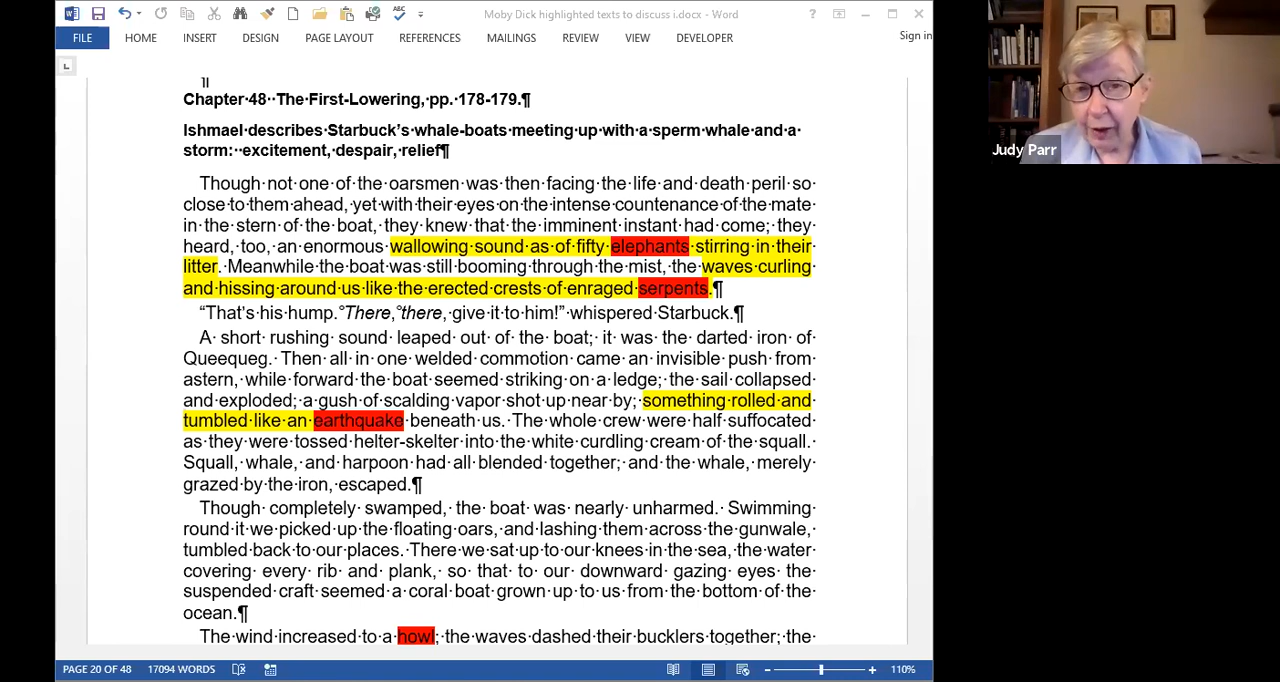 Moby Dick highlighted texts to discuss i.docx - Word
?
FILE HOME INSERT DESIGN PAGE LAYOUT REFERENCES MAILINGS REVIEW VIEW DEVELOPER Sign in
¶
Chapter 48 The First Lowering, pp. 178-179.¶
Ishmael describes Starbuck's whale-boats meeting up with a sperm whale and a
storm: excitement, despair, relief¶
Though not one of the oarsmen was then facing the life and death peril so
close to them ahead, yet with their eyes on the intense countenance of the mate
in the stern of the boat, they knew that the imminent instant had come; they
heard, too, an enormous wallowing sound as of fifty elephants stirring in their
litter. Meanwhile the boat was still booming through the mist, the waves curling
and hissing around us like the erected crests of enraged serpents.¶
“That's his hump. There, there, give it to him!” whispered Starbuck.¶
A short rushing sound leaped out of the boat; it was the darted iron of
Queequeg. Then all in one welded commotion came an invisible push from
astern, while forward the boat seemed striking on a ledge; the sail collapsed
and exploded; a gush of scalding vapor shot up near by; something rolled and
tumbled like an earthquake beneath us. The whole crew were half suffocated
as they were tossed helter-skelter into the white curdling cream of the squall.
Squall, whale, and harpoon had all blended together; and the whale, merely
grazed by the iron, escaped.¶
Though completely swamped, the boat was nearly unharmed. Swimming
round it we picked up the floating oars, and lashing them across the gunwale,
tumbled back to our places. There we sat up to our knees in the sea, the water
covering every rib and plank, so that to our downward gazing eyes the
suspended craft seemed a coral boat grown up to us from the bottom of the
ocean.¶
The wind increased to a howl; the waves dashed their bucklers together; the
PAGE 20 OF 48 17094 WORDS 110%
Judy Parr